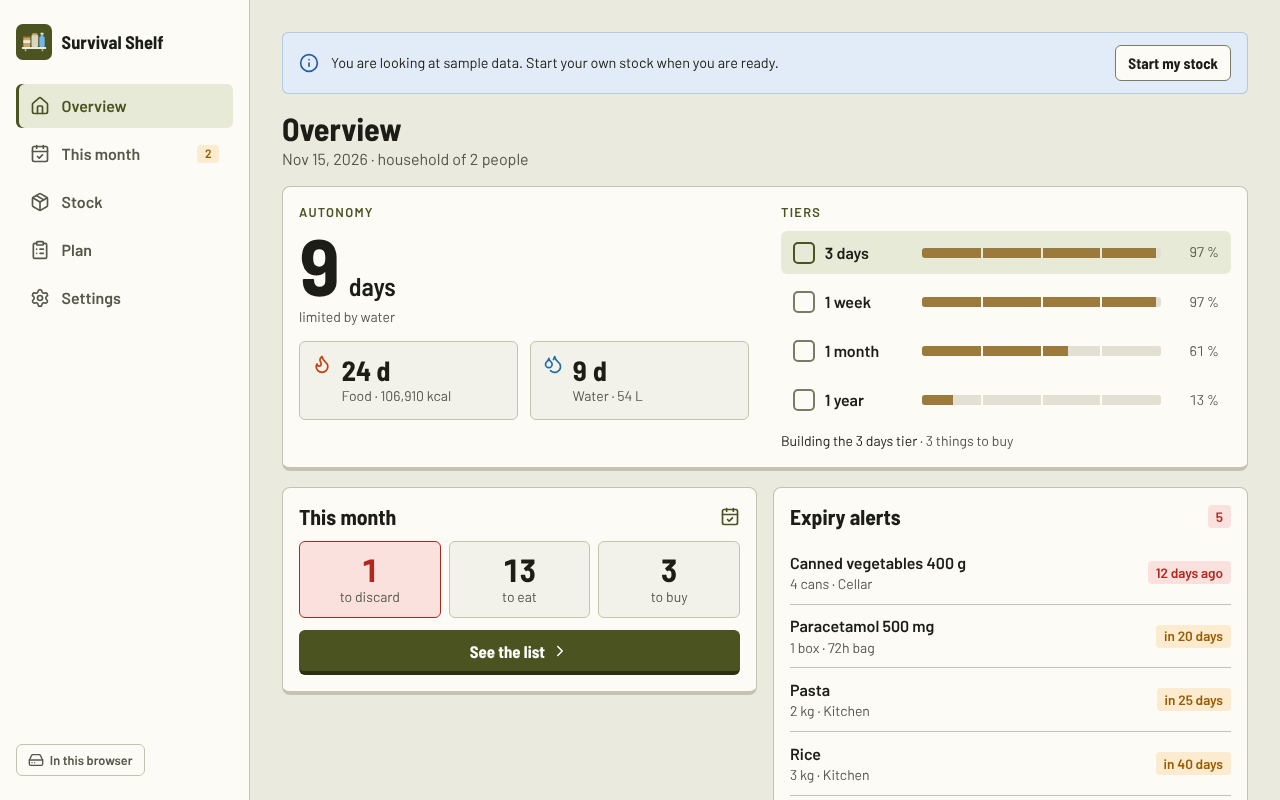 Survival Shelf
Overview
This month 2
Stock
Plan
Settings
In this browser
You are looking at sample data. Start your own stock when you are ready.
Start my stock
Overview
Nov 15, 2026 · household of 2 people
AUTONOMY
9 days
limited by water
24 d
Food · 106,910 kcal
9 d
Water · 54 L
TIERS
3 days 97 %
1 week 97 %
1 month 61 %
1 year 13 %
Building the 3 days tier · 3 things to buy
This month
1
to discard
13
to eat
3
to buy
See the list
Expiry alerts 5
Canned vegetables 400 g
4 cans · Cellar
12 days ago
Paracetamol 500 mg
1 box · 72h bag
in 20 days
Pasta
2 kg · Kitchen
in 25 days
Rice
3 kg · Kitchen
in 40 days